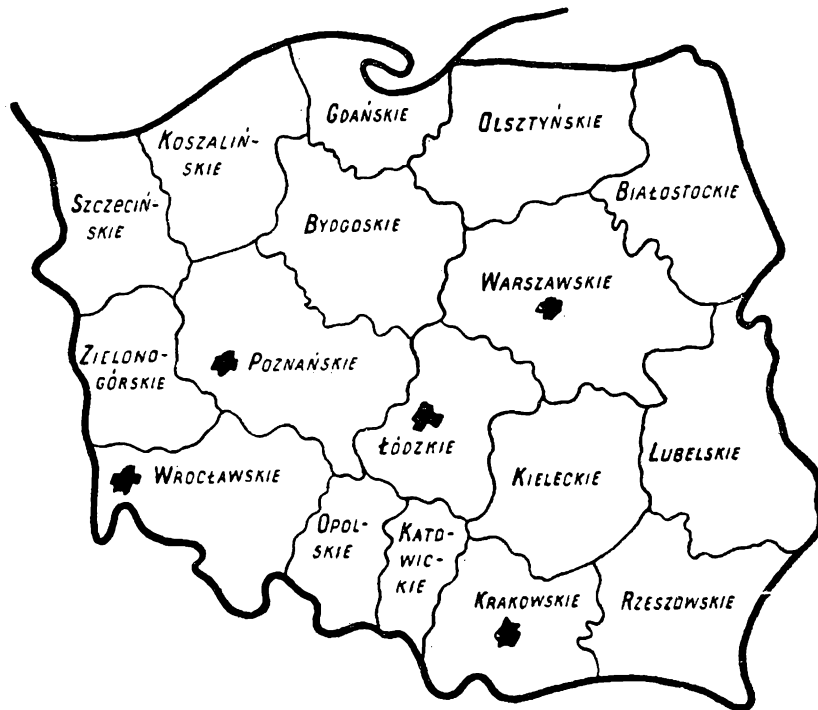 GDAŃSKIE
OLSZTYŃSKIE
KOSZALIŃ-
SKIE
SZCZECIŃ-
SKIE
BIAŁOSTOCKIE
BYDGOSKIE
WARSZAWSKIE
ZIELONO-
GÓRSKIE
POZNAŃSKIE
ŁÓDZKIE
LUBELSKIE
WROCŁAWSKIE
KIELECKIE
OPOL-
SKIE
KATO-
WIC-
KIE
KRAKOWSKIE
RZESZOWSKIE